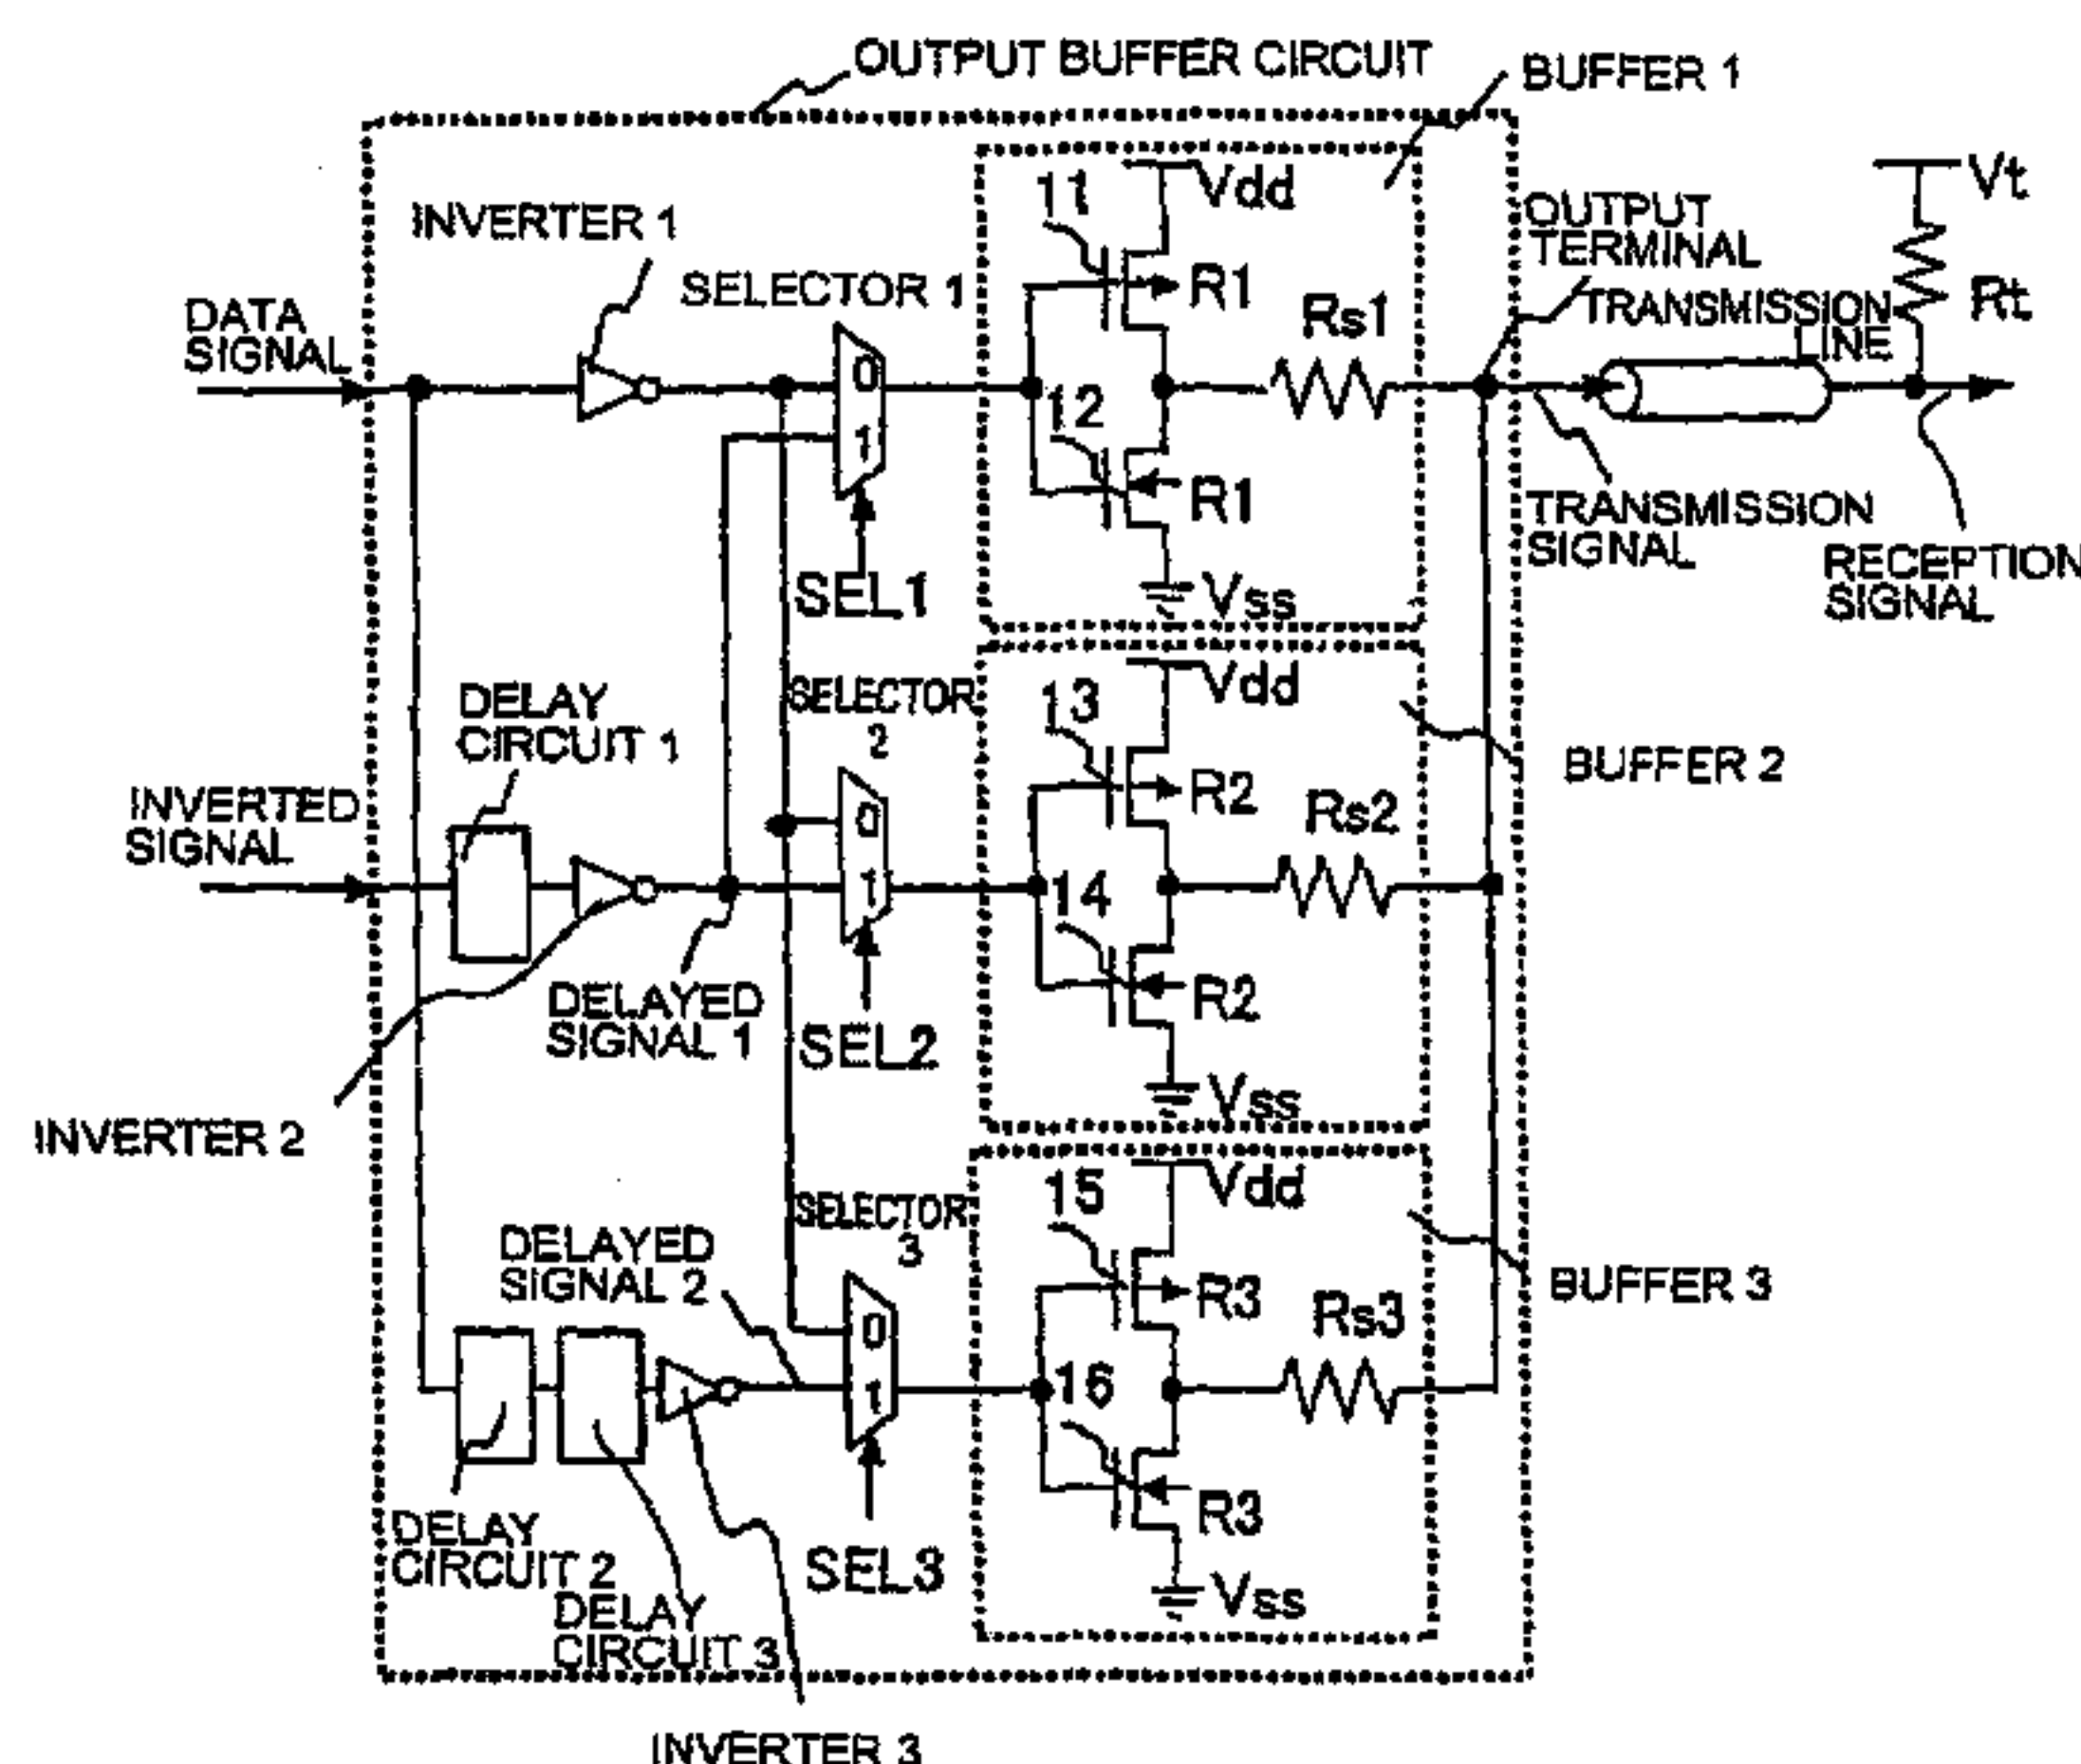 OUTPUT BUFFER CIRCUIT
BUFFER 1
11
Vdd
Vt
INVERTER 1
OUTPUT
TERMINAL
DATA
SIGNAL
SELECTOR 1
R1
Rs1
TRANSMISSION
LINE
Rt
0
1
12
R1
TRANSMISSION
SIGNAL
RECEPTION
SIGNAL
SEL1
Vss
DELAY
CIRCUIT 1
SELECTOR
2
13
Vdd
BUFFER 2
INVERTED
SIGNAL
R2
Rs2
0
1
14
DELAYED
SIGNAL 1
SEL2
R2
Vss
INVERTER 2
SELECTOR
3
15
Vdd
DELAYED
SIGNAL 2
R3
Rs3
BUFFER 3
0
1
16
DELAY
CIRCUIT 2
SEL3
R3
DELAY
CIRCUIT 3
Vss
INVERTER 3